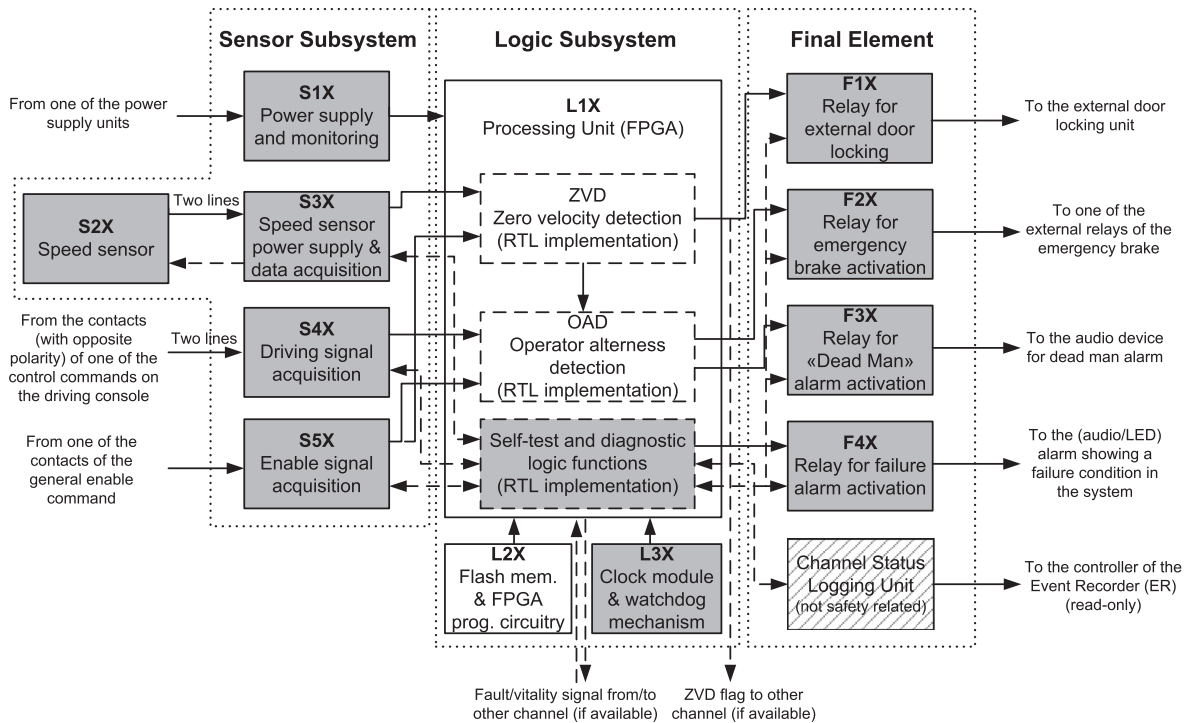 Sensor Subsystem
Logic Subsystem
Final Element
From one of the power
supply units
S1X
Power supply
and monitoring
L1X
Processing Unit (FPGA)
F1X
Relay for
external door
locking
To the external door
locking unit
S2X
Speed sensor
Two lines
S3X
Speed sensor
power supply &
data acquisition
ZVD
Zero velocity detection
(RTL implementation)
F2X
Relay for
emergency
brake activation
To one of the
external relays of the
emergency brake
From the contacts
(with opposite
polarity) of one of the
control commands on
the driving console
Two lines
S4X
Driving signal
acquisition
OAD
Operator alterness
detection
(RTL implementation)
F3X
Relay for
«Dead Man»
alarm activation
To the audio device
for dead man alarm
From one of the
contacts of the
general enable
command
S5X
Enable signal
acquisition
Self-test and diagnostic
logic functions
(RTL implementation)
F4X
Relay for failure
alarm activation
To the (audio/LED)
alarm showing a
failure condition in
the system
L2X
Flash mem.
& FPGA
prog. circuitry
L3X
Clock module
& watchdog
mechanism
Channel Status
Logging Unit
(not safety related)
To the controller of the
Event Recorder (ER)
(read-only)
Fault/vitality signal from/to
other channel (if available)
ZVD flag to other
channel (if available)